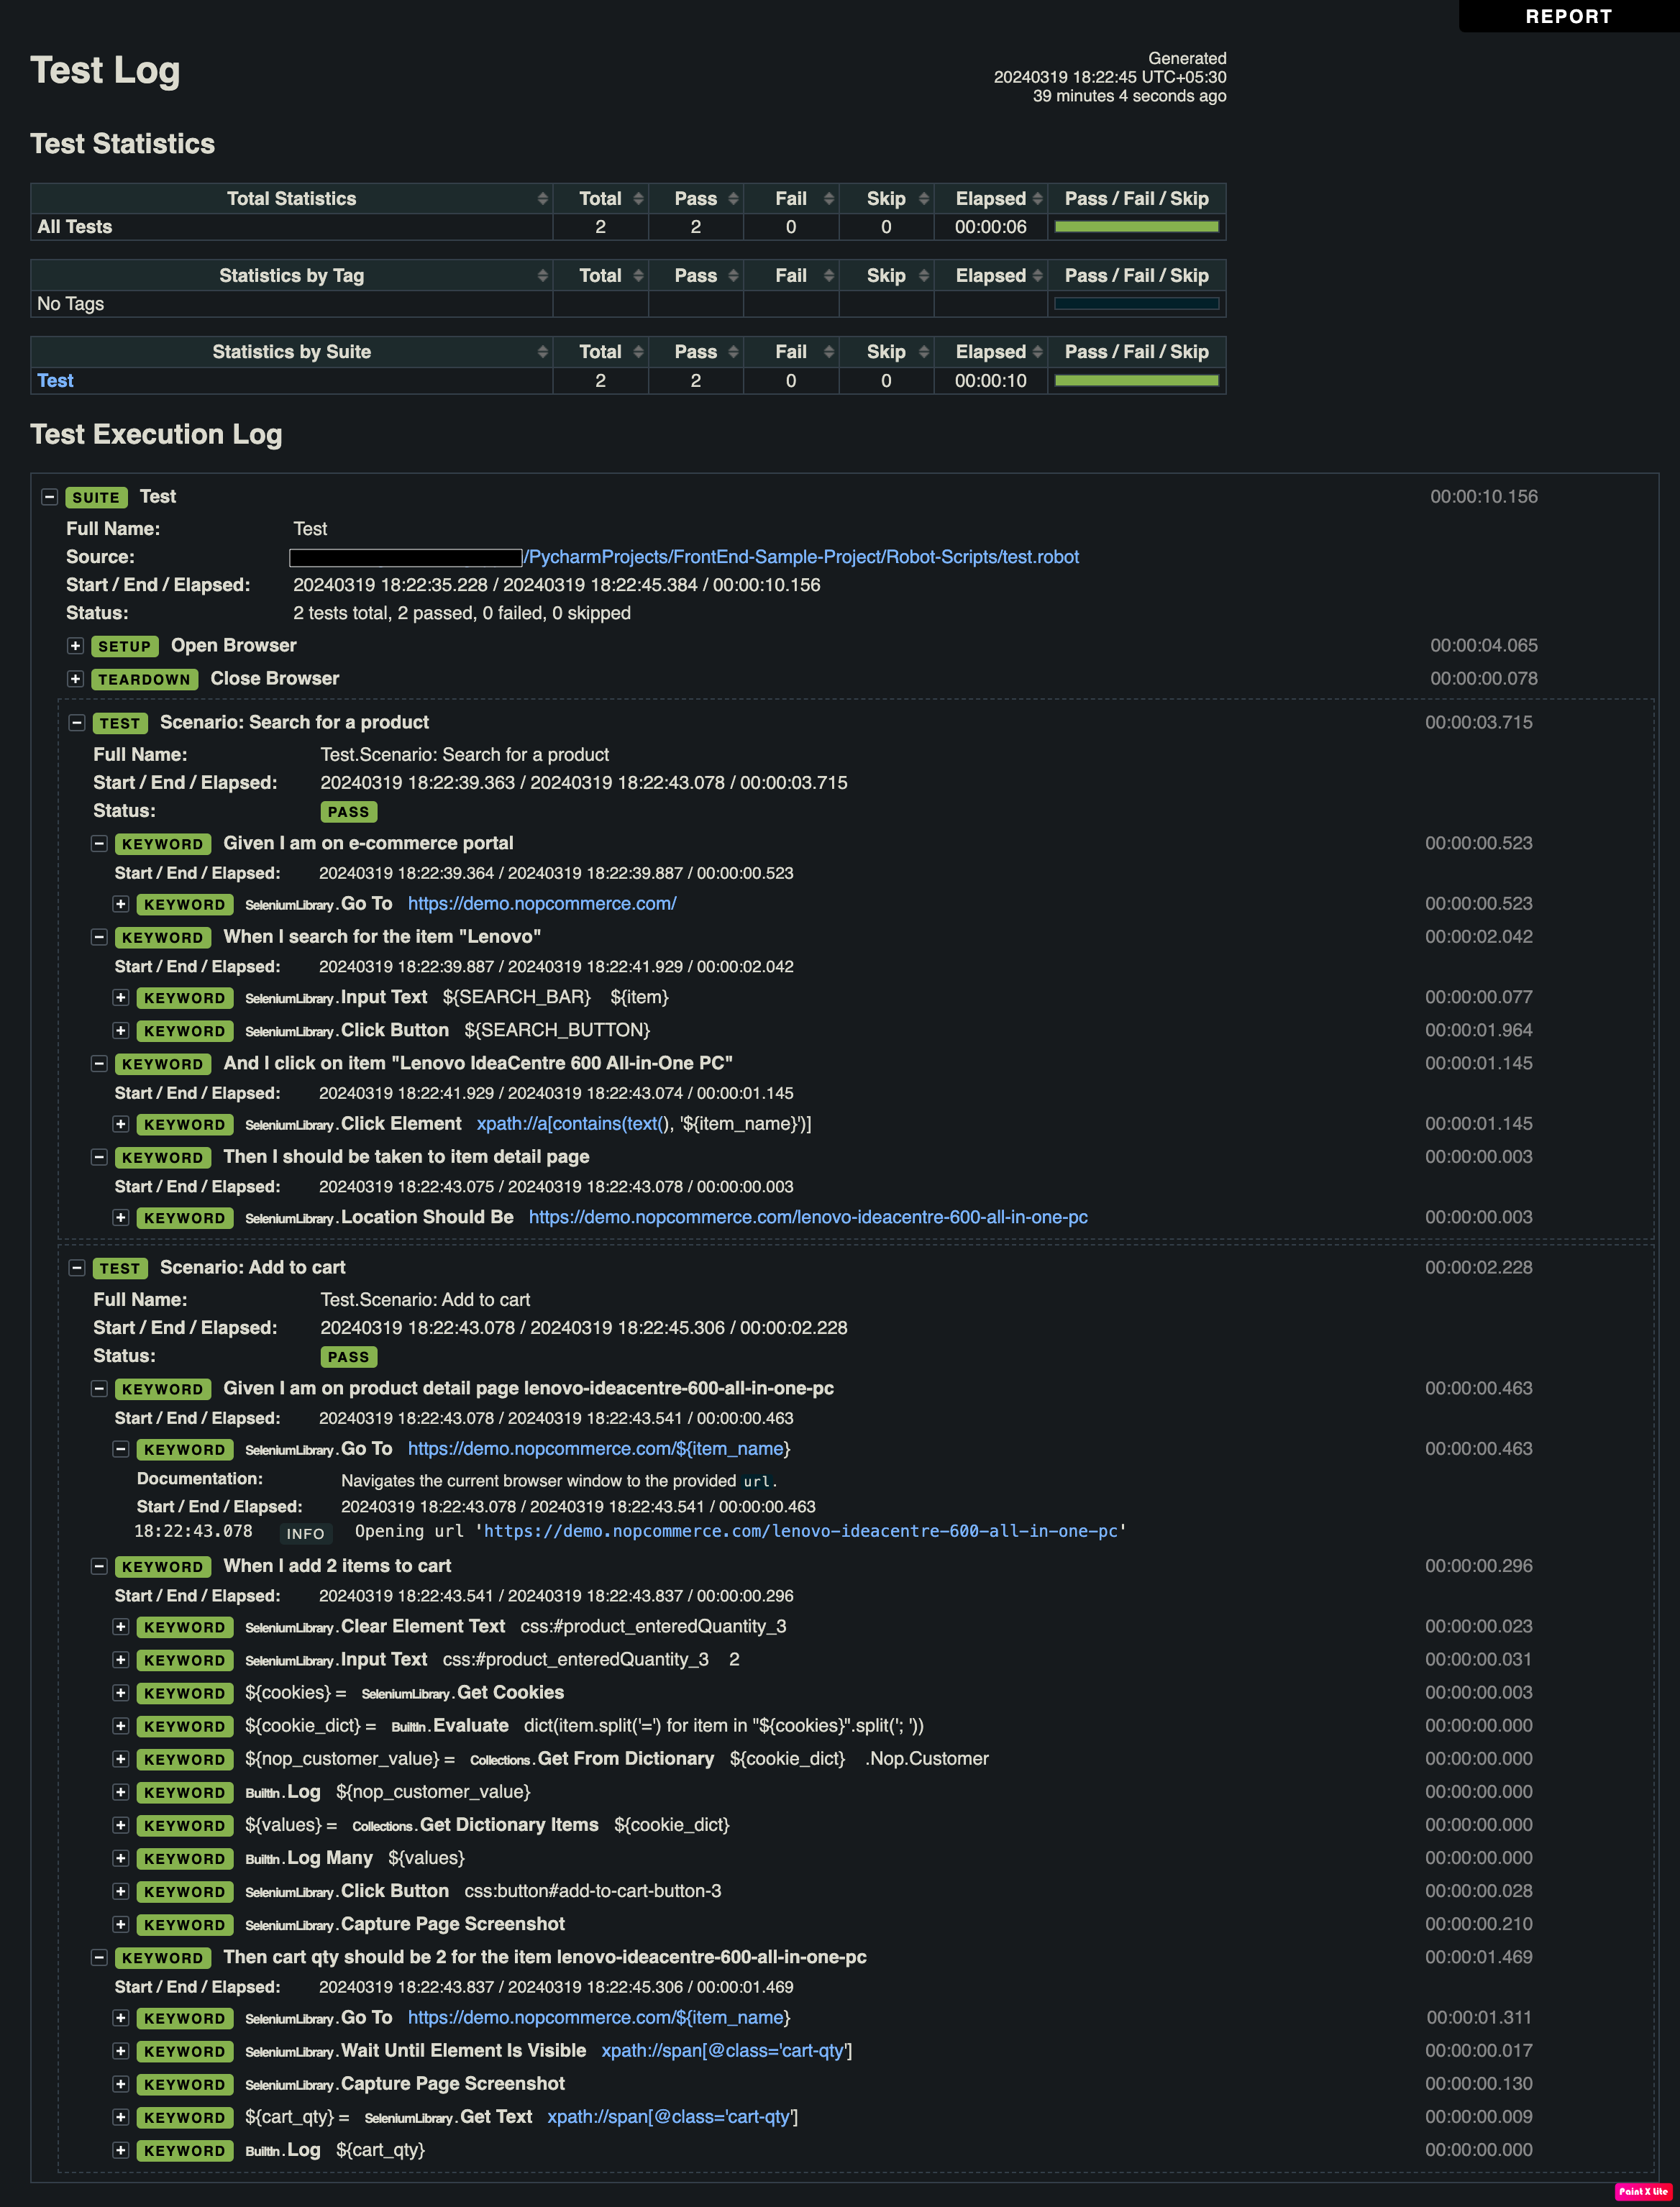 REPORT
Test Log
Generated
20240319 18:22:45 UTC+05:30
39 minutes 4 seconds ago
Test Statistics
Total Statistics Total Pass Fail Skip Elapsed Pass / Fail / Skip
All Tests 2 2 0 0 00:00:06
Statistics by Tag Total Pass Fail Skip Elapsed Pass / Fail / Skip
No Tags
Statistics by Suite Total Pass Fail Skip Elapsed Pass / Fail / Skip
Test 2 2 0 0 00:00:10
Test Execution Log
SUITE Test 00:00:10.156
Full Name: Test
Source: /PycharmProjects/FrontEnd-Sample-Project/Robot-Scripts/test.robot
Start / End / Elapsed: 20240319 18:22:35.228 / 20240319 18:22:45.384 / 00:00:10.156
Status: 2 tests total, 2 passed, 0 failed, 0 skipped
SETUP Open Browser 00:00:04.065
TEARDOWN Close Browser 00:00:00.078
TEST Scenario: Search for a product 00:00:03.715
Full Name: Test.Scenario: Search for a product
Start / End / Elapsed: 20240319 18:22:39.363 / 20240319 18:22:43.078 / 00:00:03.715
Status: PASS
KEYWORD Given I am on e-commerce portal 00:00:00.523
Start / End / Elapsed: 20240319 18:22:39.364 / 20240319 18:22:39.887 / 00:00:00.523
KEYWORD SeleniumLibrary.Go To https://demo.nopcommerce.com/ 00:00:00.523
KEYWORD When I search for the item "Lenovo" 00:00:02.042
Start / End / Elapsed: 20240319 18:22:39.887 / 20240319 18:22:41.929 / 00:00:02.042
KEYWORD SeleniumLibrary.Input Text ${SEARCH_BAR} ${item} 00:00:00.077
KEYWORD SeleniumLibrary.Click Button ${SEARCH_BUTTON} 00:00:01.964
KEYWORD And I click on item "Lenovo IdeaCentre 600 All-in-One PC" 00:00:01.145
Start / End / Elapsed: 20240319 18:22:41.929 / 20240319 18:22:43.074 / 00:00:01.145
KEYWORD SeleniumLibrary.Click Element xpath://a[contains(text(), '${item_name}')] 00:00:01.145
KEYWORD Then I should be taken to item detail page 00:00:00.003
Start / End / Elapsed: 20240319 18:22:43.075 / 20240319 18:22:43.078 / 00:00:00.003
KEYWORD SeleniumLibrary.Location Should Be https://demo.nopcommerce.com/lenovo-ideacentre-600-all-in-one-pc 00:00:00.003
TEST Scenario: Add to cart 00:00:02.228
Full Name: Test.Scenario: Add to cart
Start / End / Elapsed: 20240319 18:22:43.078 / 20240319 18:22:45.306 / 00:00:02.228
Status: PASS
KEYWORD Given I am on product detail page lenovo-ideacentre-600-all-in-one-pc 00:00:00.463
Start / End / Elapsed: 20240319 18:22:43.078 / 20240319 18:22:43.541 / 00:00:00.463
KEYWORD SeleniumLibrary.Go To https://demo.nopcommerce.com/${item_name} 00:00:00.463
Documentation: Navigates the current browser window to the provided url.
Start / End / Elapsed: 20240319 18:22:43.078 / 20240319 18:22:43.541 / 00:00:00.463
18:22:43.078 INFO Opening url 'https://demo.nopcommerce.com/lenovo-ideacentre-600-all-in-one-pc'
KEYWORD When I add 2 items to cart 00:00:00.296
Start / End / Elapsed: 20240319 18:22:43.541 / 20240319 18:22:43.837 / 00:00:00.296
KEYWORD SeleniumLibrary.Clear Element Text css:#product_enteredQuantity_3 00:00:00.023
KEYWORD SeleniumLibrary.Input Text css:#product_enteredQuantity_3 2 00:00:00.031
KEYWORD ${cookies} = SeleniumLibrary.Get Cookies 00:00:00.003
KEYWORD ${cookie_dict} = BuiltIn.Evaluate dict(item.split('=') for item in "${cookies}".split('; ')) 00:00:00.000
KEYWORD ${nop_customer_value} = Collections.Get From Dictionary ${cookie_dict} .Nop.Customer 00:00:00.000
KEYWORD BuiltIn.Log ${nop_customer_value} 00:00:00.000
KEYWORD ${values} = Collections.Get Dictionary Items ${cookie_dict} 00:00:00.000
KEYWORD BuiltIn.Log Many ${values} 00:00:00.000
KEYWORD SeleniumLibrary.Click Button css:button#add-to-cart-button-3 00:00:00.028
KEYWORD SeleniumLibrary.Capture Page Screenshot 00:00:00.210
KEYWORD Then cart qty should be 2 for the item lenovo-ideacentre-600-all-in-one-pc 00:00:01.469
Start / End / Elapsed: 20240319 18:22:43.837 / 20240319 18:22:45.306 / 00:00:01.469
KEYWORD SeleniumLibrary.Go To https://demo.nopcommerce.com/${item_name} 00:00:01.311
KEYWORD SeleniumLibrary.Wait Until Element Is Visible xpath://span[@class='cart-qty'] 00:00:00.017
KEYWORD SeleniumLibrary.Capture Page Screenshot 00:00:00.130
KEYWORD ${cart_qty} = SeleniumLibrary.Get Text xpath://span[@class='cart-qty'] 00:00:00.009
KEYWORD BuiltIn.Log ${cart_qty} 00:00:00.000
Paint X Lite